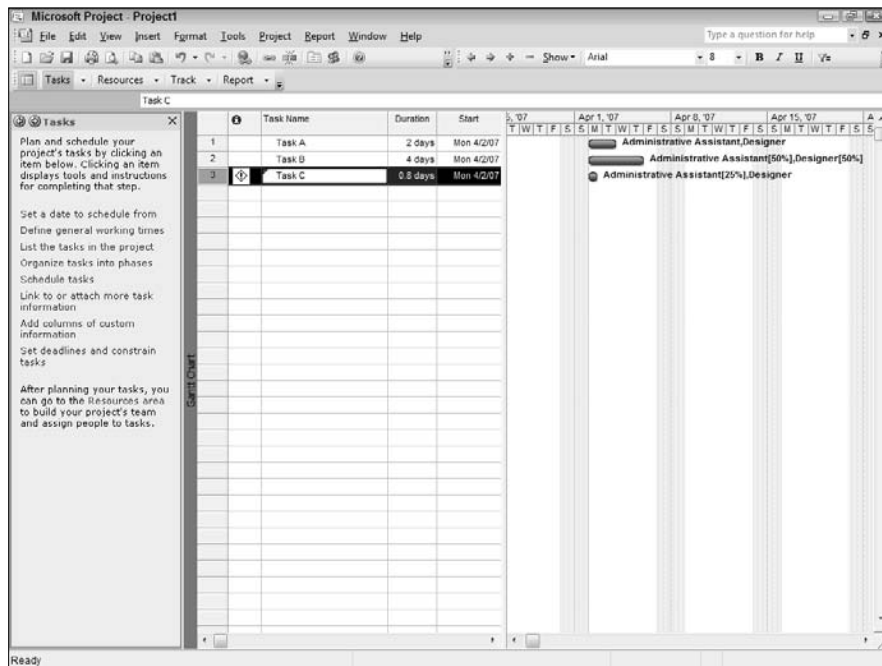 Microsoft Project - Project1
File Edit View Insert Format Tools Project Report Window Help
Type a question for help
Show Arial 8 B I U
Tasks Resources Track Report
Task C
Tasks
Plan and schedule your
project's tasks by clicking an
item below. Clicking an item
displays tools and instructions
for completing that step.
Set a date to schedule from
Define general working times
List the tasks in the project
Organize tasks into phases
Schedule tasks
Link to or attach more task
information
Add columns of custom
information
Set deadlines and constrain
tasks
After planning your tasks, you
can go to the Resources area
to build your project's team
and assign people to tasks.
Gantt Chart
Task Name Duration Start
1 Task A 2 days Mon 4/2/07
2 Task B 4 days Mon 4/2/07
3 Task C 0.8 days Mon 4/2/07
5, '07 Apr 1, '07 Apr 8, '07 Apr 15, '07 A
T W T F S S M T W T F S S M T W T F S S M T W T F S S
Administrative Assistant,Designer
Administrative Assistant[50%],Designer[50%]
Administrative Assistant[25%],Designer
Ready